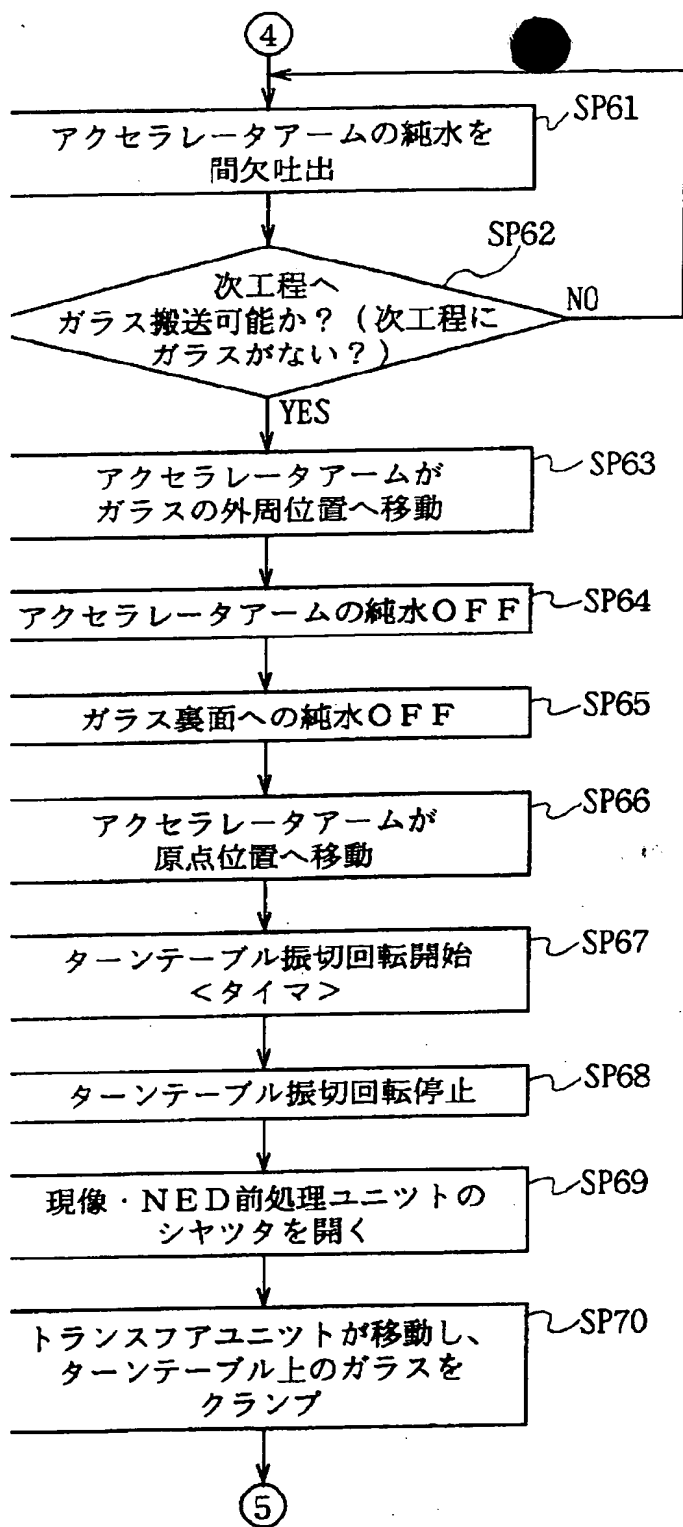 ④
アクセラレータアームの純水を
間欠吐出
SP61
SP62
次工程へ
ガラス搬送可能か?(次工程に
ガラスがない?)
NO
YES
アクセラレータアームが
ガラスの外周位置へ移動
SP63
アクセラレータアームの純水OFF
SP64
ガラス裏面への純水OFF
SP65
アクセラレータアームが
原点位置へ移動
SP66
ターンテーブル振切回転開始
<タイマ>
SP67
ターンテーブル振切回転停止
SP68
現像・NED前処理ユニツトの
シヤツタを開く
SP69
トランスフアユニツトが移動し、
ターンテーブル上のガラスを
クランプ
SP70
⑤